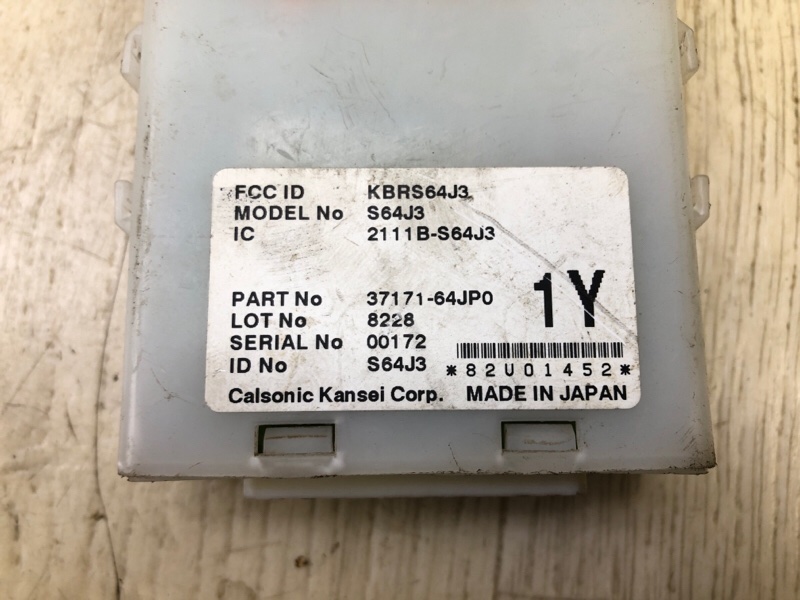 FCC ID KBRS64J3
MODEL No S64J3
IC 2111B-S64J3
PART No 37171-64JP0
LOT No 8228
SERIAL No 00172
ID No S64J3
1Y
*82U01452*
Calsonic Kansei Corp. MADE IN JAPAN